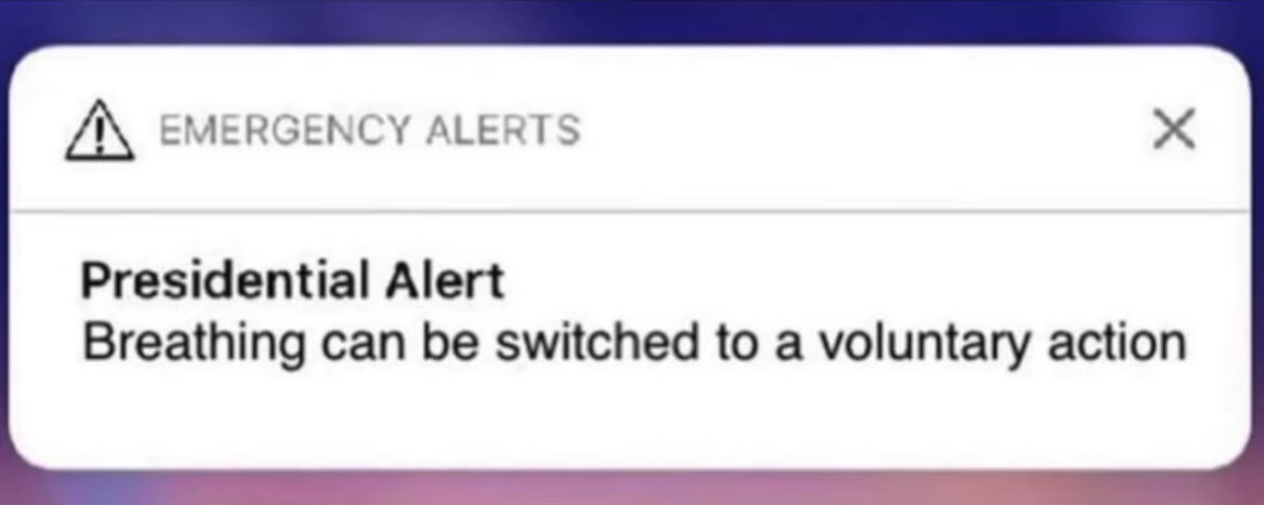 EMERGENCY ALERTS
Presidential Alert
Breathing can be switched to a voluntary action